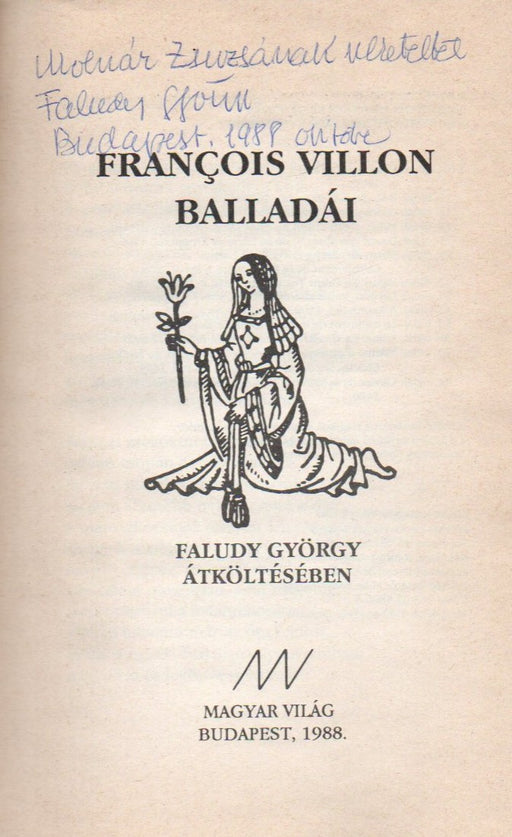 Molnár Zsuzsának szeretettel
Faludy György
Budapest, 1988 október
FRANÇOIS VILLON
BALLADÁI
FALUDY GYÖRGY
ÁTKÖLTÉSÉBEN
MAGYAR VILÁG
BUDAPEST, 1988.